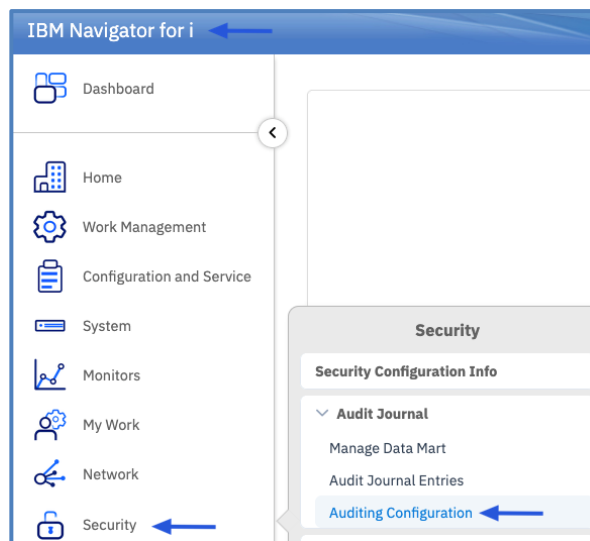 IBM Navigator for i
Dashboard
Home
Work Management
Configuration and Service
System
Monitors
My Work
Network
Security
Security
Security Configuration Info
Audit Journal
Manage Data Mart
Audit Journal Entries
Auditing Configuration